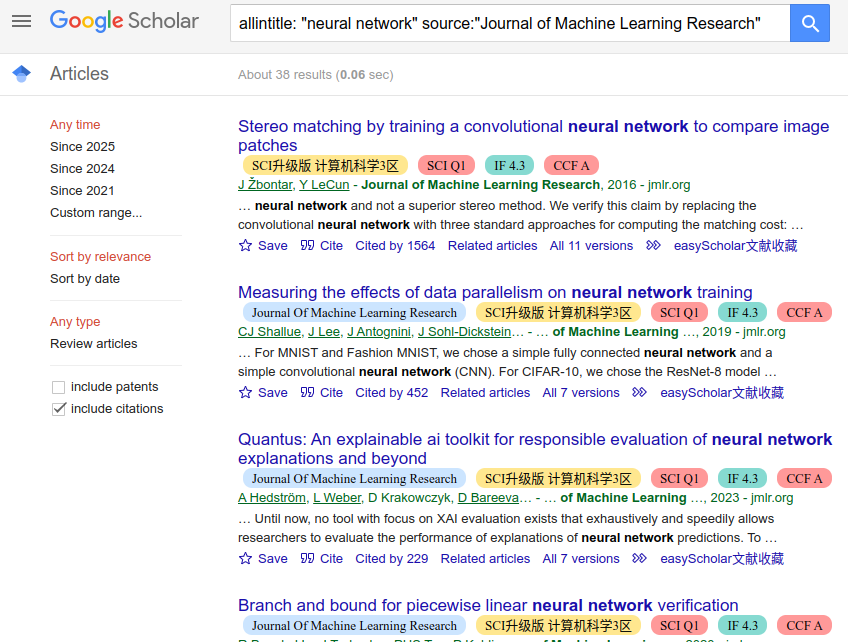 Google Scholar
allintitle: "neural network" source:"Journal of Machine Learning Research"
Articles
About 38 results (0.06 sec)
Any time
Since 2025
Since 2024
Since 2021
Custom range...
Sort by relevance
Sort by date
Any type
Review articles
include patents
include citations
Stereo matching by training a convolutional neural network to compare image
patches
SCI升级版 计算机科学3区 SCI Q1 IF 4.3 CCF A
J Žbontar, Y LeCun - Journal of Machine Learning Research, 2016 - jmlr.org
… neural network and not a superior stereo method. We verify this claim by replacing the
convolutional neural network with three standard approaches for computing the matching cost: …
Save Cite Cited by 1564 Related articles All 11 versions easyScholar文献收藏
Measuring the effects of data parallelism on neural network training
Journal Of Machine Learning Research SCI升级版 计算机科学3区 SCI Q1 IF 4.3 CCF A
CJ Shallue, J Lee, J Antognini, J Sohl-Dickstein… - … of Machine Learning …, 2019 - jmlr.org
… For MNIST and Fashion MNIST, we chose a simple fully connected neural network and a
simple convolutional neural network (CNN). For CIFAR-10, we chose the ResNet-8 model …
Save Cite Cited by 452 Related articles All 7 versions easyScholar文献收藏
Quantus: An explainable ai toolkit for responsible evaluation of neural network
explanations and beyond
Journal Of Machine Learning Research SCI升级版 计算机科学3区 SCI Q1 IF 4.3 CCF A
A Hedström, L Weber, D Krakowczyk, D Bareeva… - … of Machine Learning …, 2023 - jmlr.org
… Until now, no tool with focus on XAI evaluation exists that exhaustively and speedily allows
researchers to evaluate the performance of explanations of neural network predictions. To …
Save Cite Cited by 229 Related articles All 7 versions easyScholar文献收藏
Branch and bound for piecewise linear neural network verification
Journal Of Machine Learning Research SCI升级版 计算机科学3区 SCI Q1 IF 4.3 CCF A